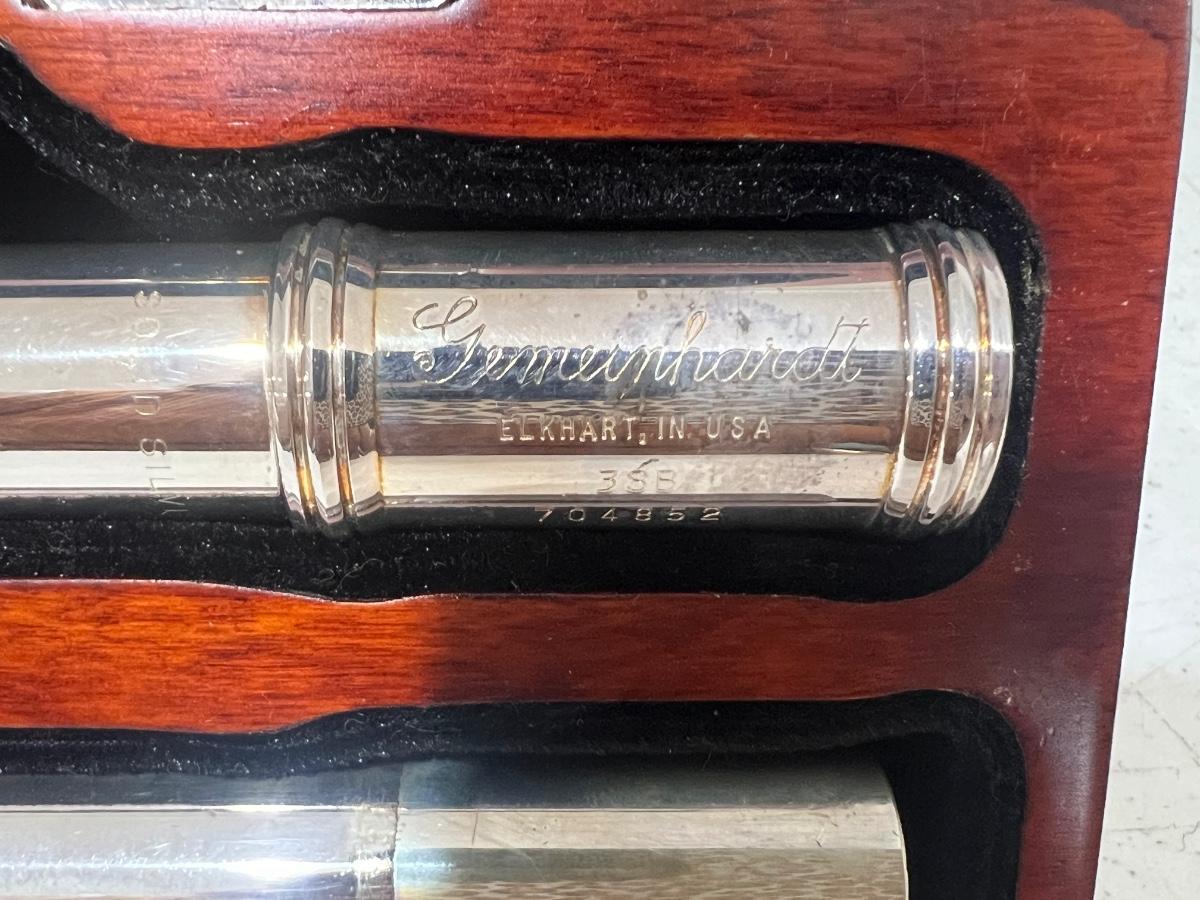 Gemeinhardt
ELKHART, IN. USA
3SB
704852
SOLID SILV